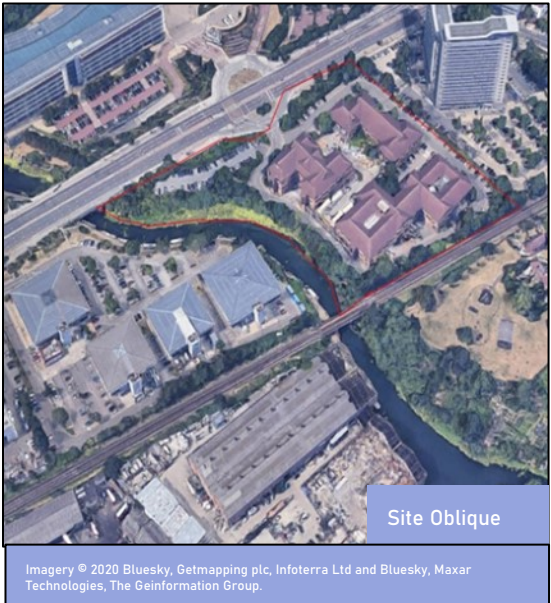 Site Oblique
Imagery © 2020 Bluesky, Getmapping plc, Infoterra Ltd and Bluesky, Maxar
Technologies, The Geinformation Group.